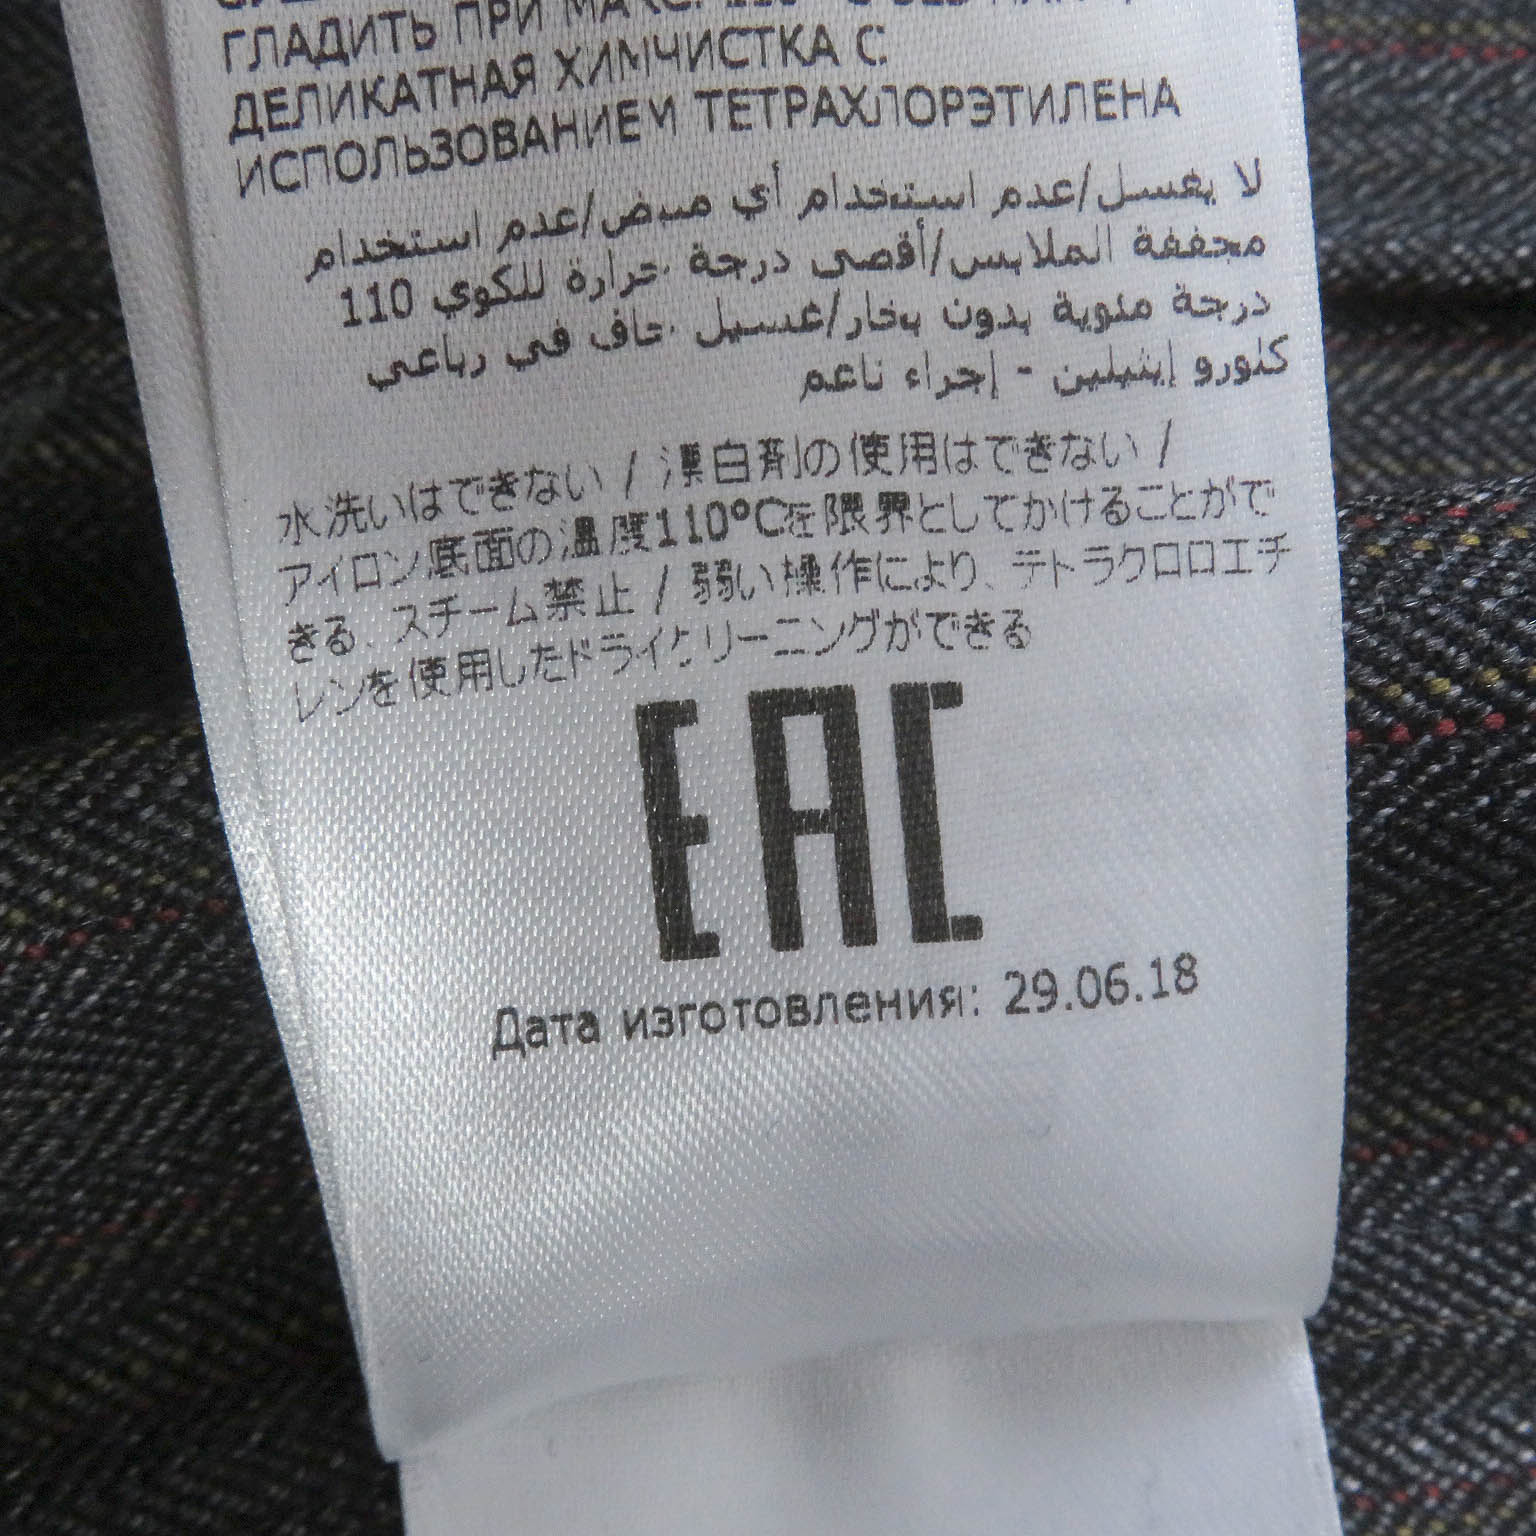 ГЛАДИТЬ ПРИ МАКС. 110° С БЕЗ
ДЕЛИКАТНАЯ ХИМЧИСТКА С
ИСПОЛЬЗОВАНИЕМ ТЕТРАХЛОРЭТИЛЕНА
لا يغسل/عدم استخدام أي مبيض/عدم استخدام
مجففة الملابس/أقصى درجة حرارة للكوي 110
درجة مئوية بدون بخار/غسيل جاف في رباعي
كلورو إيثيلين - إجراء ناعم
水洗いはできない / 漂白剤の使用はできない /
アイロン底面の温度110°Cを限界としてかけることがで
きる、スチーム禁止 / 弱い操作により、テトラクロロエチ
レンを使用したドライクリーニングができる
EAC
Дата изготовления: 29.06.18